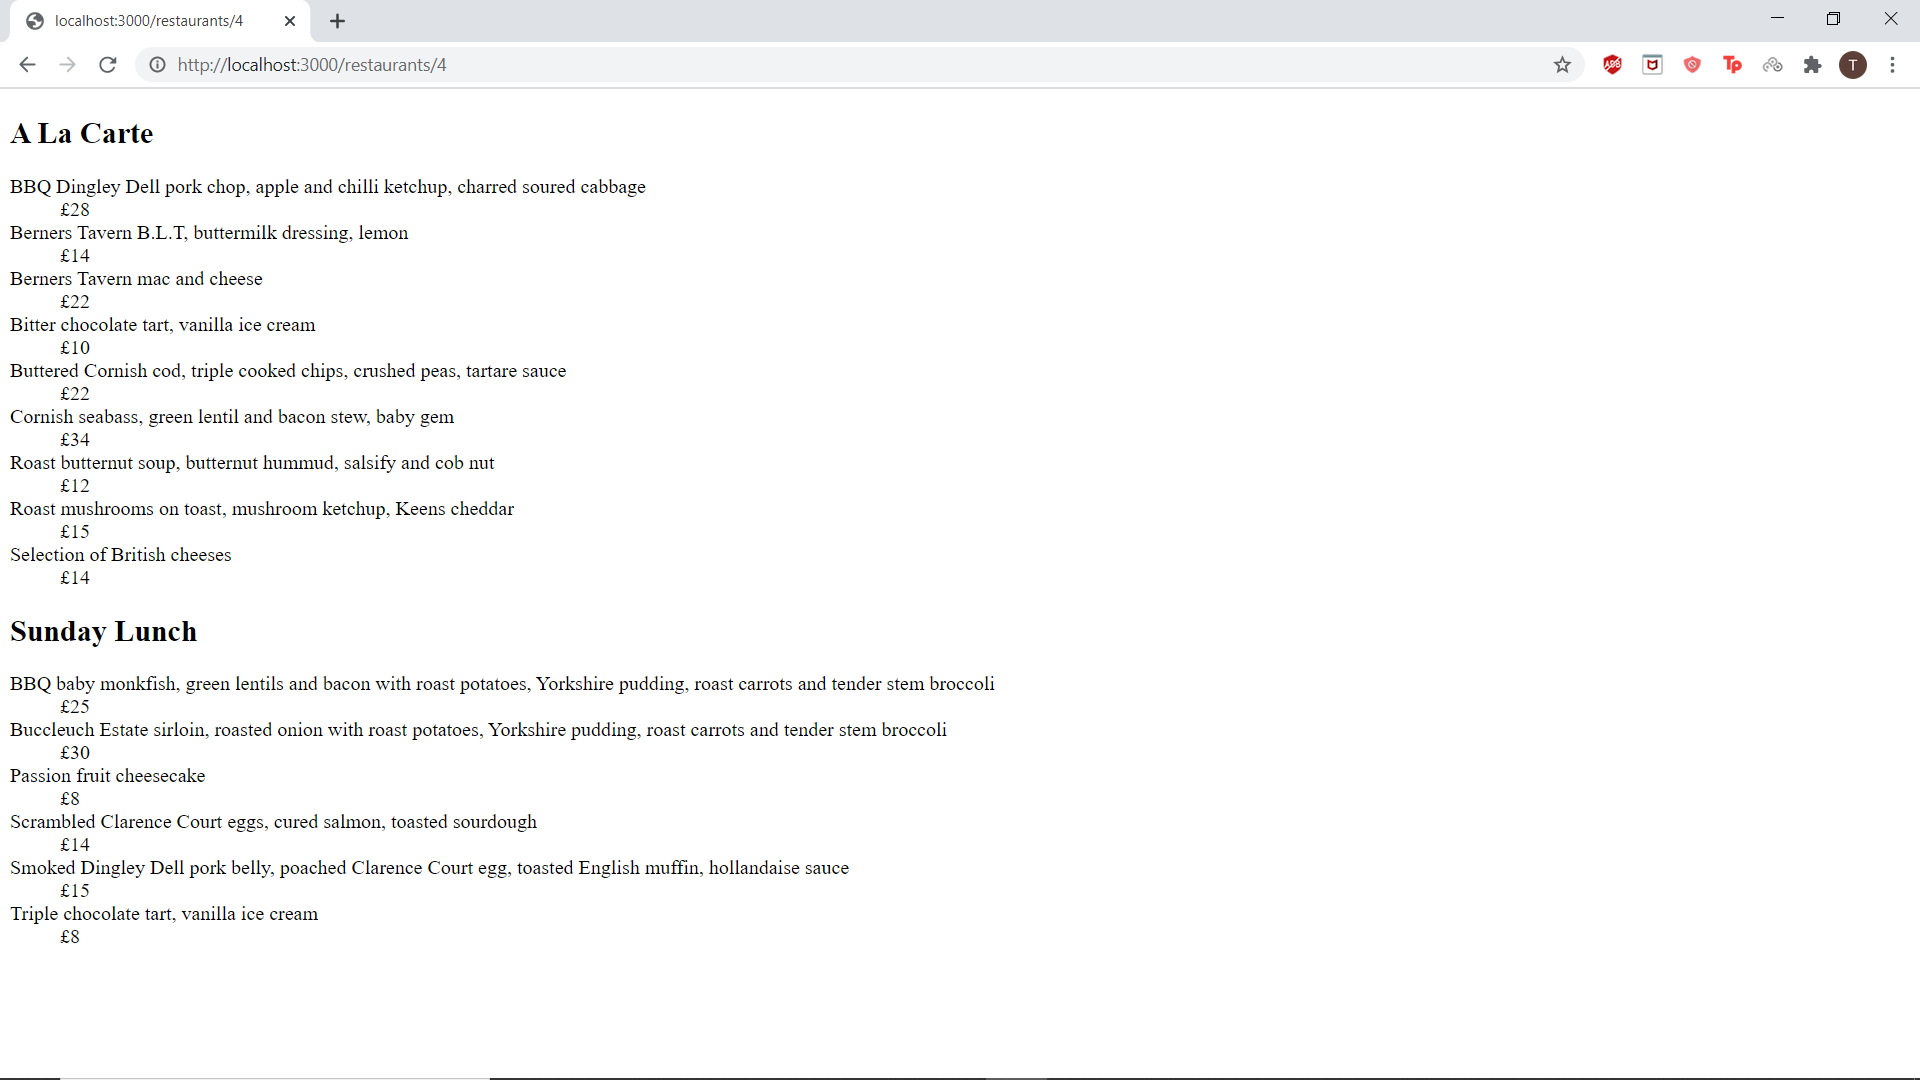 localhost:3000/restaurants/4
http://localhost:3000/restaurants/4
ABP
Tp
T
A La Carte
BBQ Dingley Dell pork chop, apple and chilli ketchup, charred soured cabbage
£28
Berners Tavern B.L.T, buttermilk dressing, lemon
£14
Berners Tavern mac and cheese
£22
Bitter chocolate tart, vanilla ice cream
£10
Buttered Cornish cod, triple cooked chips, crushed peas, tartare sauce
£22
Cornish seabass, green lentil and bacon stew, baby gem
£34
Roast butternut soup, butternut hummud, salsify and cob nut
£12
Roast mushrooms on toast, mushroom ketchup, Keens cheddar
£15
Selection of British cheeses
£14
Sunday Lunch
BBQ baby monkfish, green lentils and bacon with roast potatoes, Yorkshire pudding, roast carrots and tender stem broccoli
£25
Buccleuch Estate sirloin, roasted onion with roast potatoes, Yorkshire pudding, roast carrots and tender stem broccoli
£30
Passion fruit cheesecake
£8
Scrambled Clarence Court eggs, cured salmon, toasted sourdough
£14
Smoked Dingley Dell pork belly, poached Clarence Court egg, toasted English muffin, hollandaise sauce
£15
Triple chocolate tart, vanilla ice cream
£8